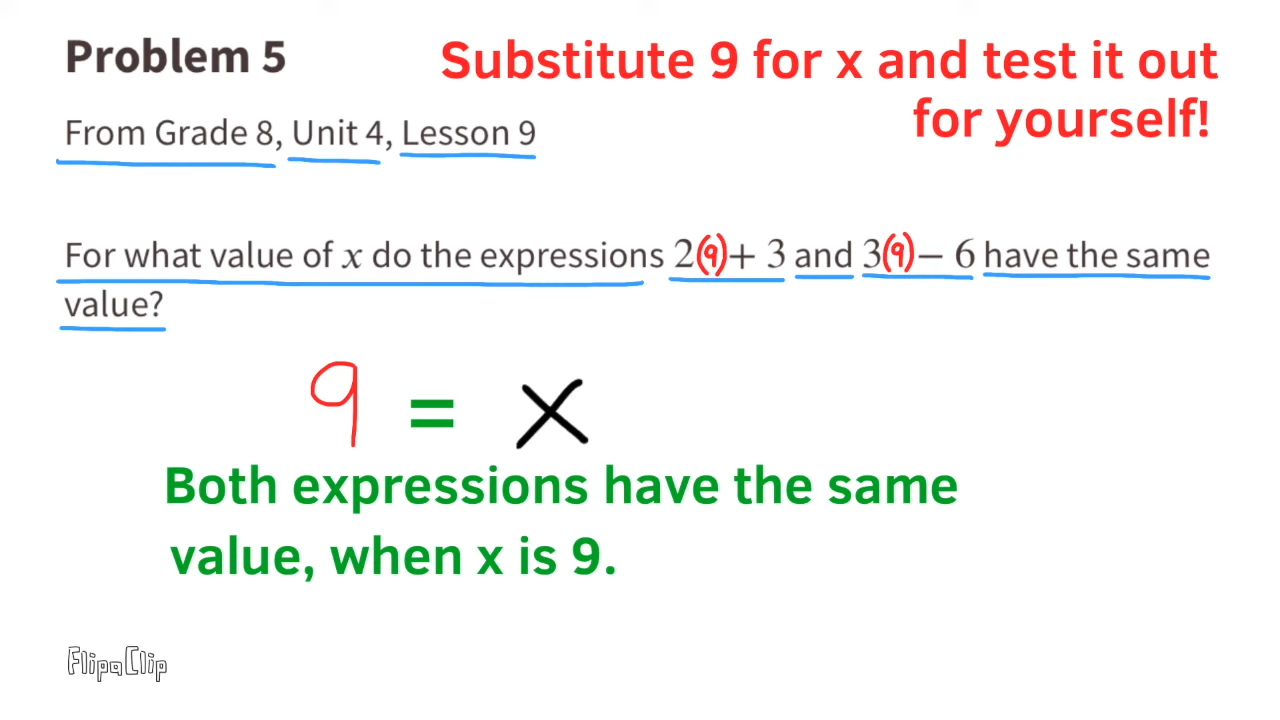 Problem 5
Substitute 9 for x and test it out
for yourself!
From Grade 8, Unit 4, Lesson 9
For what value of x do the expressions 2(9)+ 3 and 3(9)− 6 have the same
value?
9 = x
Both expressions have the same
value, when x is 9.
FlipaClip